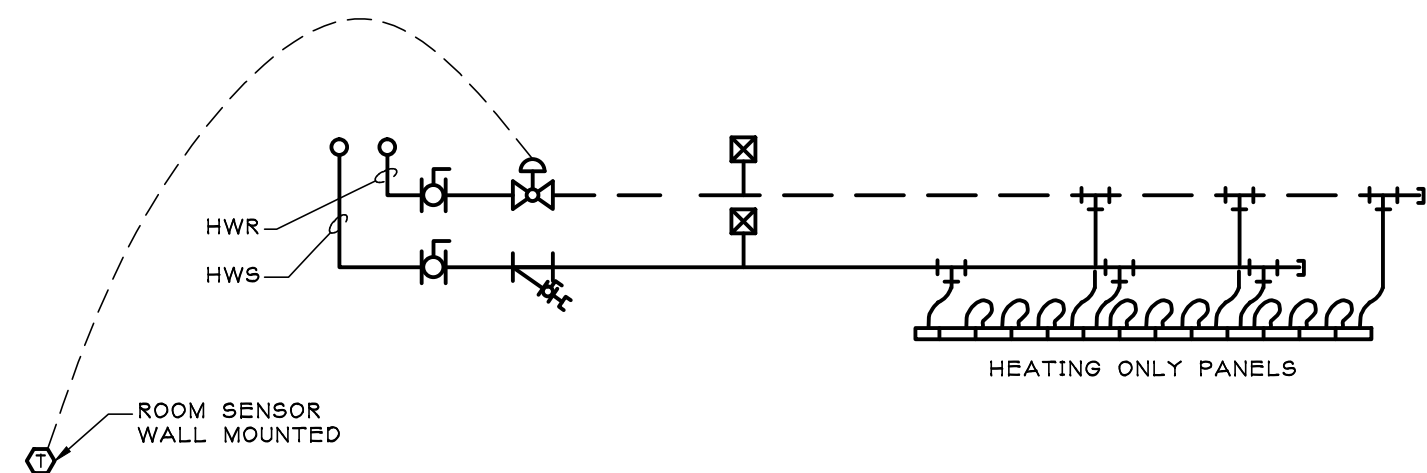 HWR
HWS
HEATING ONLY PANELS
ROOM SENSOR
WALL MOUNTED
T